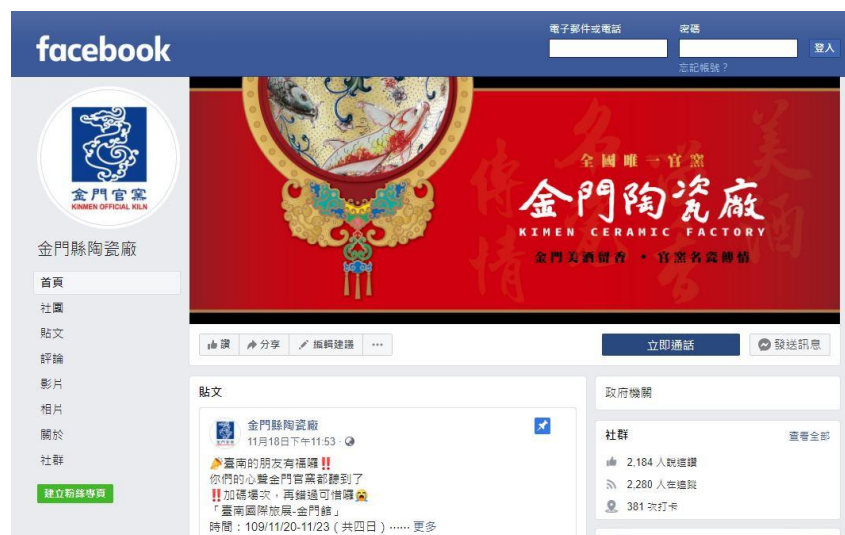 facebook
電子郵件或電話
密碼
登入
忘記帳號？
金門官窯
KINMEN OFFICIAL KILN
金門縣陶瓷廠
首頁
社團
貼文
評論
影片
相片
關於
社群
建立粉絲專頁
全國唯一官窯
金門陶瓷廠
KIMEN CERAMIC FACTORY
金門美酒留香・官窯名瓷傳情
讚
分享
編輯建議
...
立即通話
發送訊息
貼文
金門縣陶瓷廠
11月18日下午11:53 ·
🎉臺南的朋友有福囉‼️
你們的心聲金門官窯都聽到了
‼️加碼場次，再錯過可惜囉😱
「臺南國際旅展-金門館」
時間：109/11/20-11/23 ( 共四日 ) …… 更多
政府機關
社群
查看全部
2,184 人說這讚
2,280 人在追蹤
381 次打卡